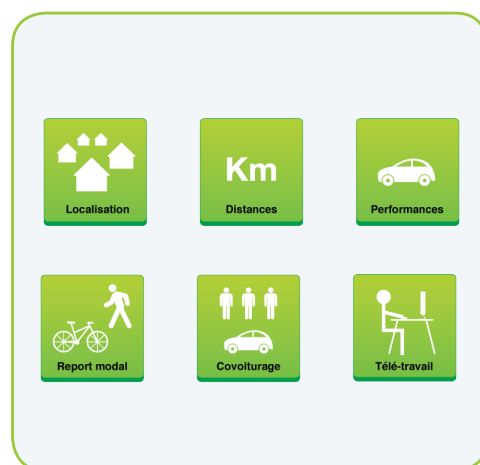 Localisation
Km
Distances
Performances
Report modal
Covoiturage
Télé-travail